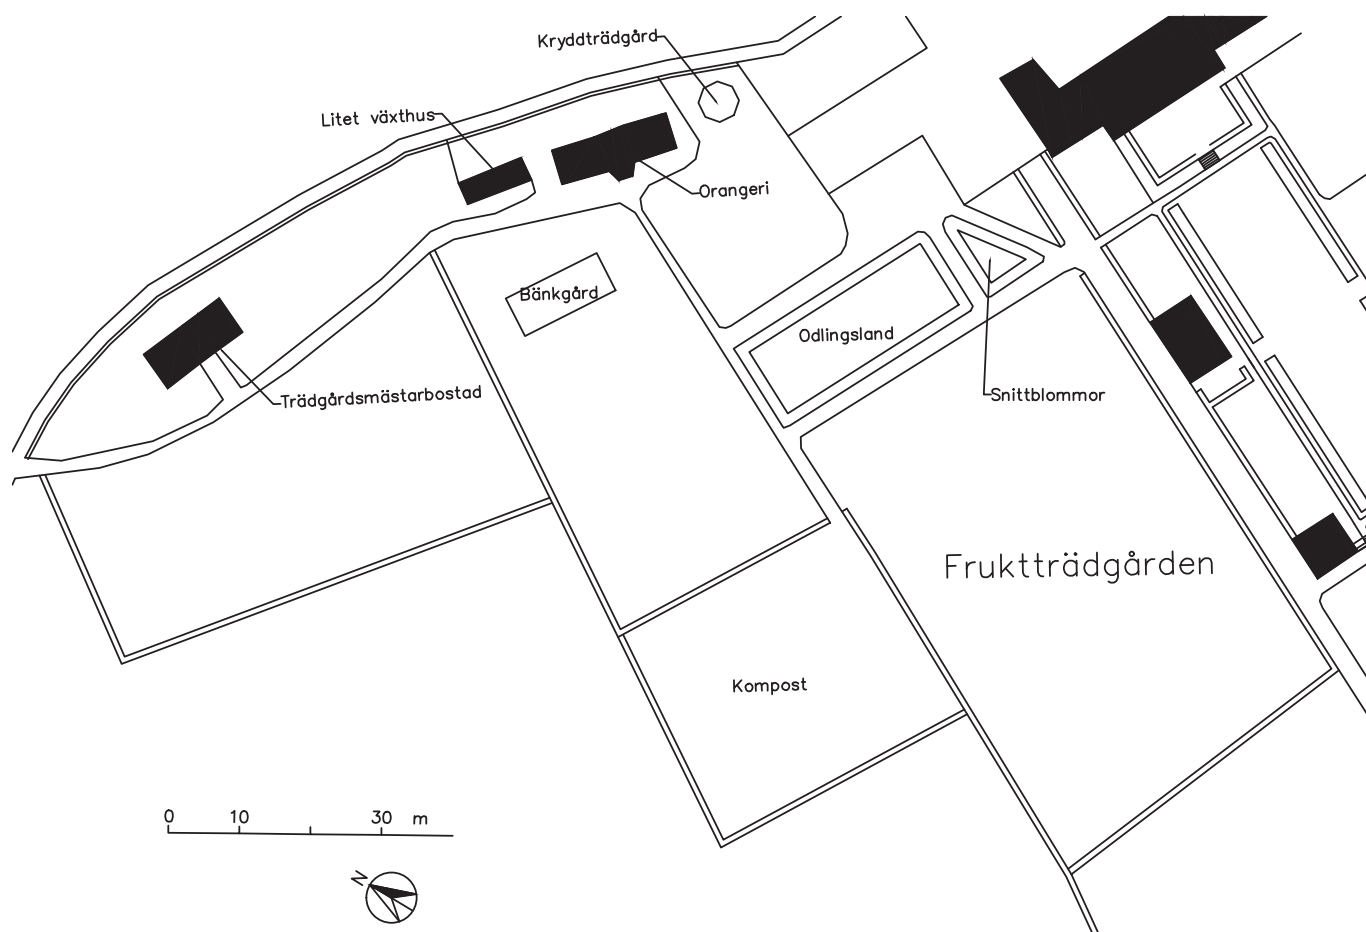 Kryddträdgård
Litet växthus
Orangeri
Bänkgård
Odlingsland
Trädgårdsmästarbostad
Snittblommor
Fruktträdgården
Kompost
0 10 30 m
N